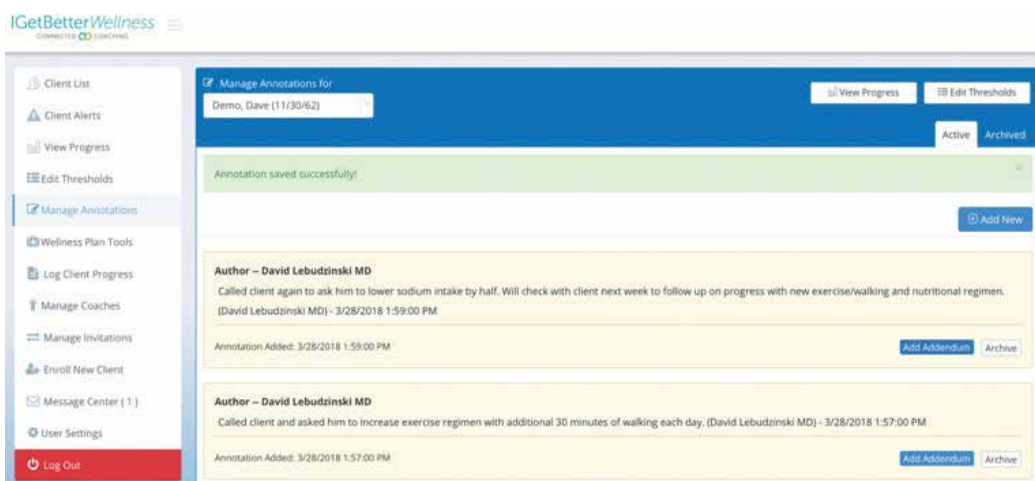 IGetBetterWellness
CONNECTED COACHING
Client List
Client Alerts
View Progress
Edit Thresholds
Manage Annotations
Wellness Plan Tools
Log Client Progress
Manage Coaches
Manage Invitations
Enroll New Client
Message Center ( 1 )
User Settings
Log Out
Manage Annotations for
Demo, Dave (11/30/62)
View Progress
Edit Thresholds
Active
Archived
Annotation saved successfully!
Add New
Author -- David Lebudzinski MD
Called client again to ask him to lower sodium intake by half. Will check with client next week to follow up on progress with new exercise/walking and nutritional regimen.
(David Lebudzinski MD) - 3/28/2018 1:59:00 PM
Annotation Added: 3/28/2018 1:59:00 PM
Add Addendum
Archive
Author -- David Lebudzinski MD
Called client and asked him to increase exercise regimen with additional 30 minutes of walking each day. (David Lebudzinski MD) - 3/28/2018 1:57:00 PM
Annotation Added: 3/28/2018 1:57:00 PM
Add Addendum
Archive